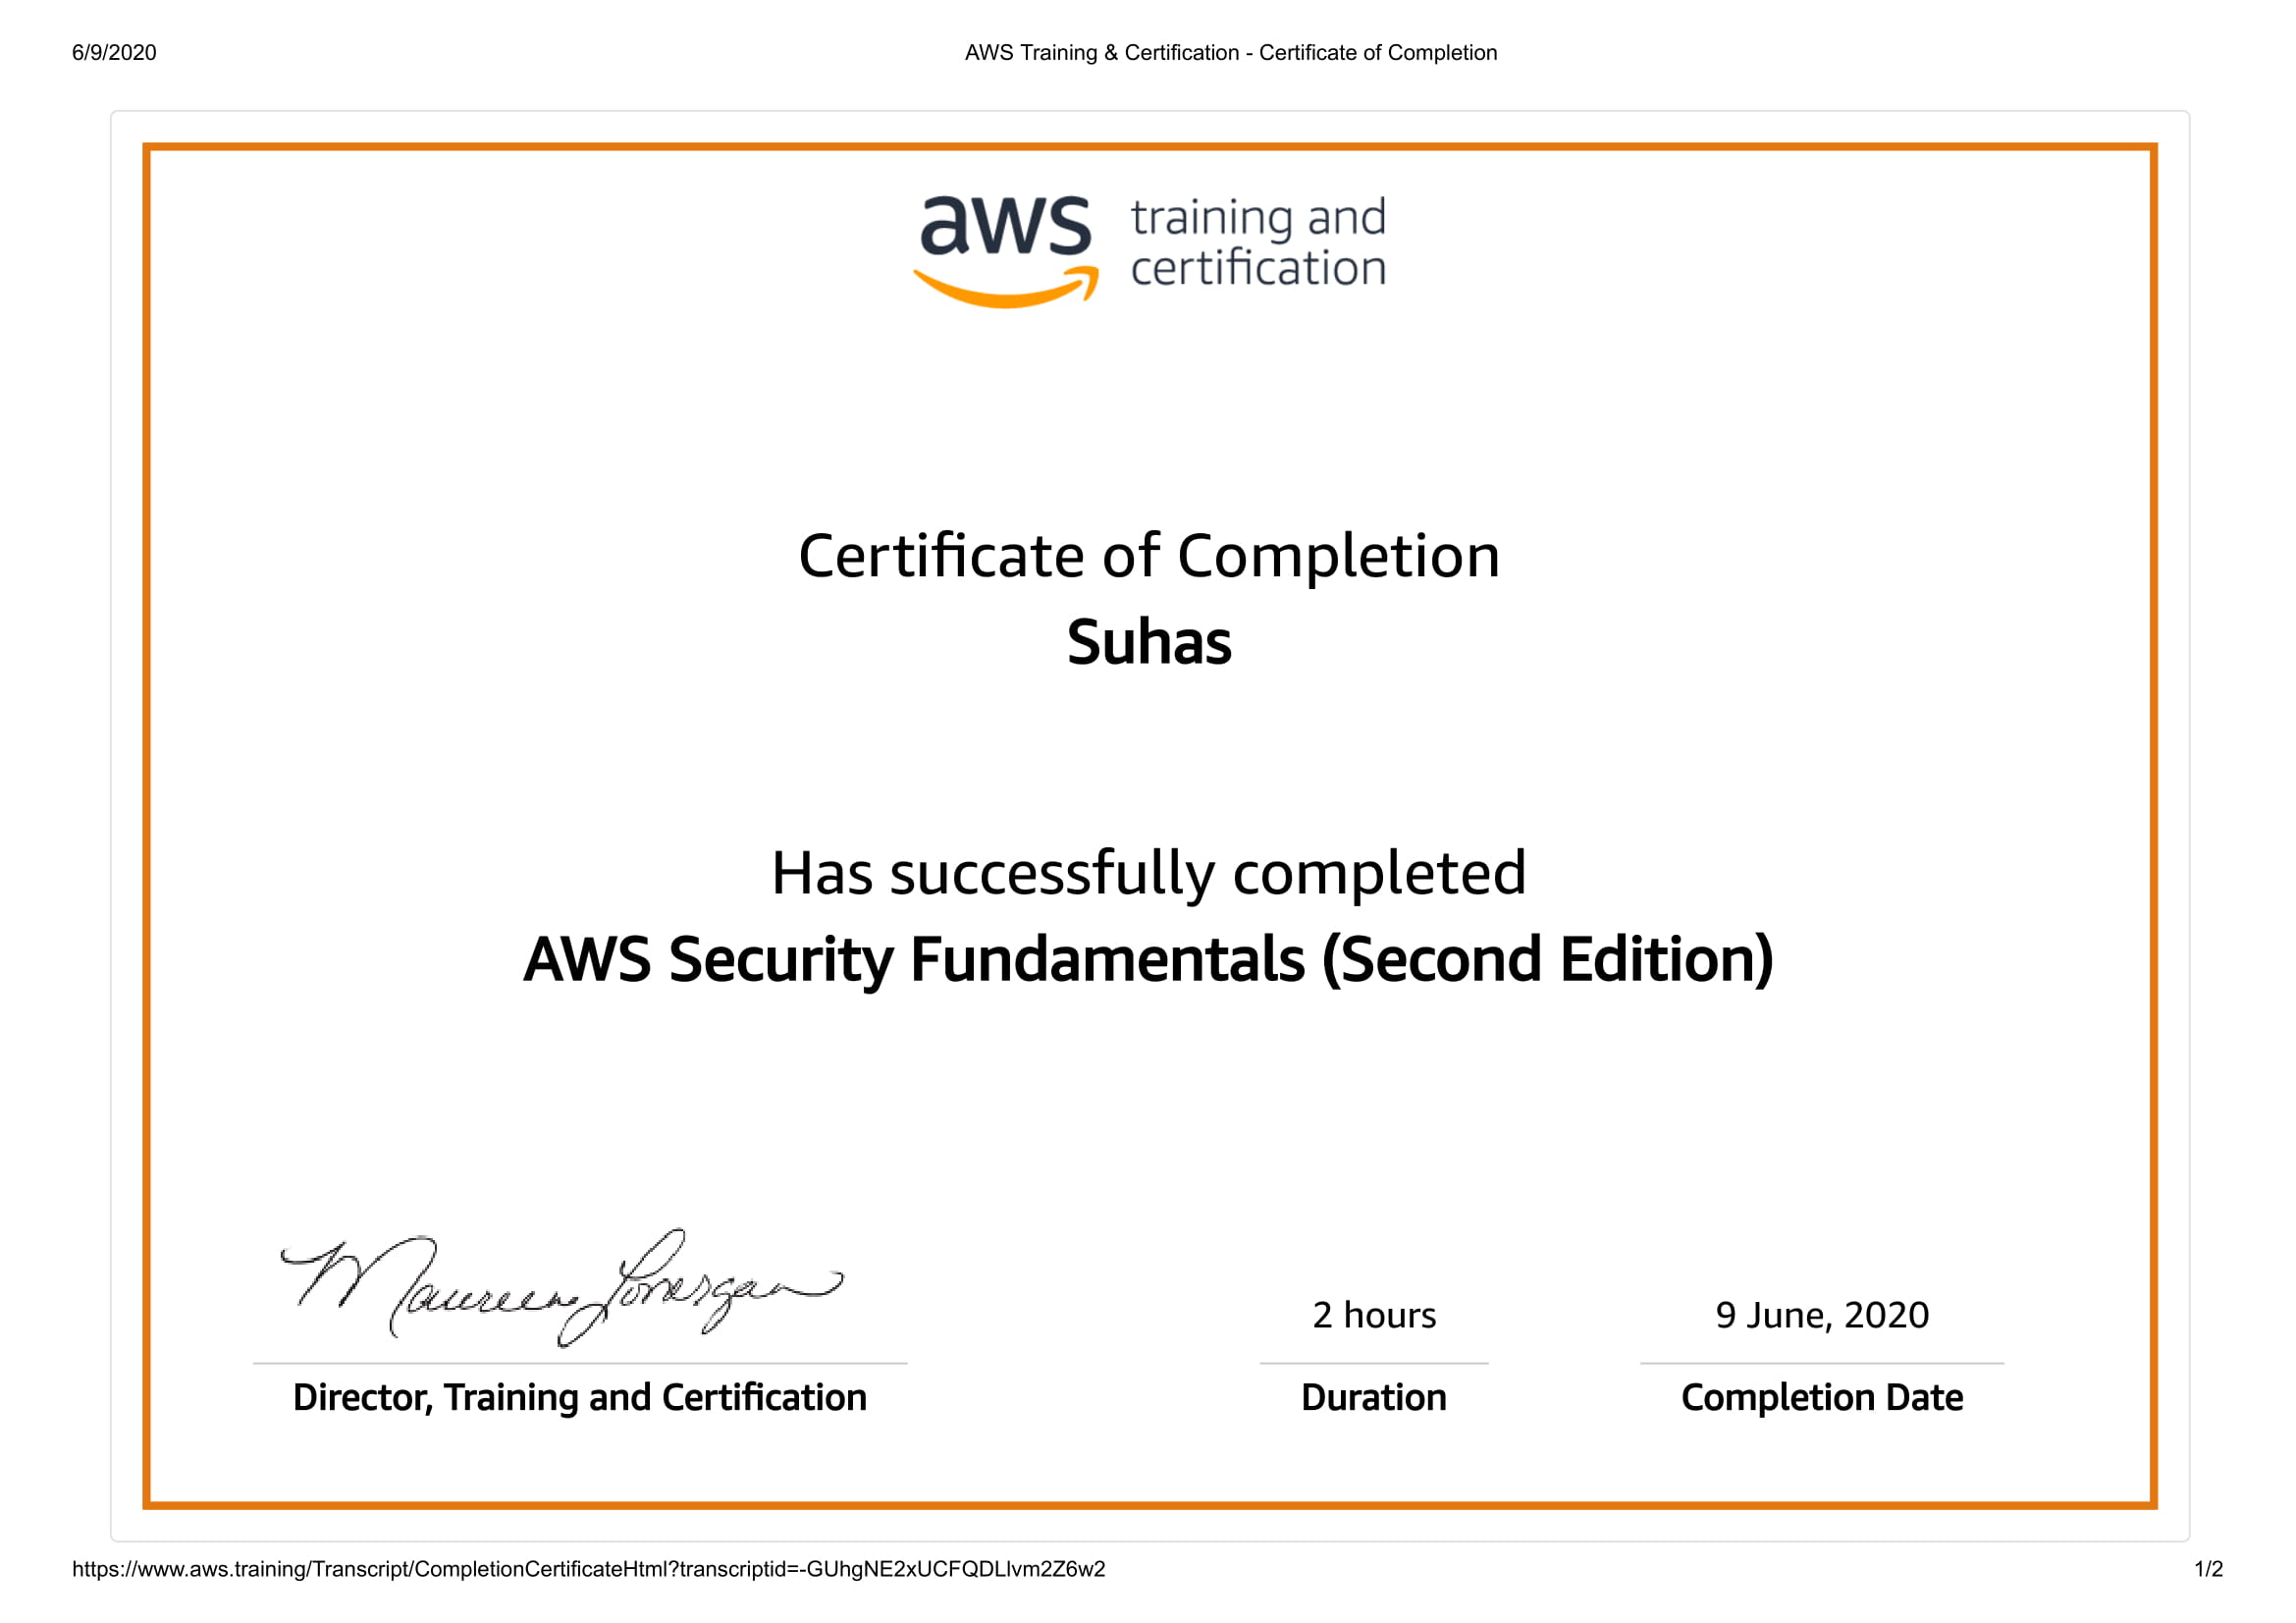 6/9/2020
AWS Training & Certification - Certificate of Completion
aws training and
certification
Certificate of Completion
Suhas
Has successfully completed
AWS Security Fundamentals (Second Edition)
Maureen Lonergan
2 hours
9 June, 2020
Director, Training and Certification
Duration
Completion Date
https://www.aws.training/Transcript/CompletionCertificateHtml?transcriptid=-GUhgNE2xUCFQDLlvm2Z6w2
1/2